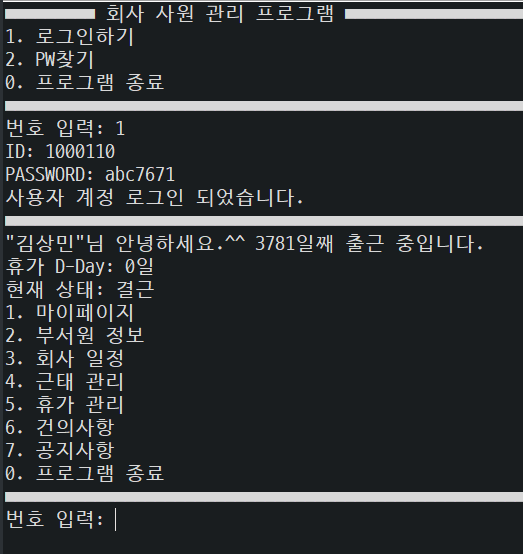 회사 사원 관리 프로그램
1. 로그인하기
2. PW찾기
0. 프로그램 종료
번호 입력: 1
ID: 1000110
PASSWORD: abc7671
사용자 계정 로그인 되었습니다.
"김상민"님 안녕하세요.^^ 3781일째 출근 중입니다.
휴가 D-Day: 0일
현재 상태: 결근
1. 마이페이지
2. 부서원 정보
3. 회사 일정
4. 근태 관리
5. 휴가 관리
6. 건의사항
7. 공지사항
0. 프로그램 종료
번호 입력: